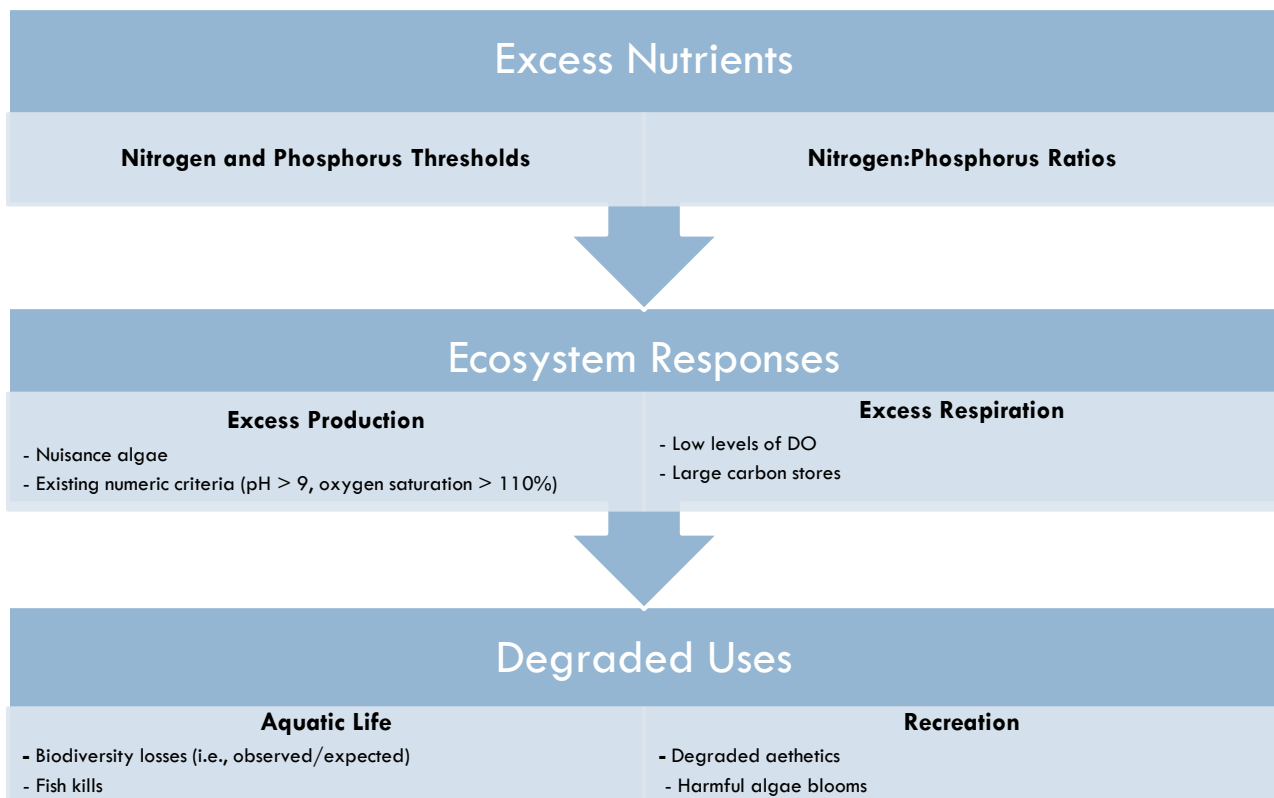 Excess Nutrients
Nitrogen and Phosphorus Thresholds
Nitrogen:Phosphorus Ratios
Ecosystem Responses
Excess Production
- Nuisance algae
- Existing numeric criteria (pH > 9, oxygen saturation > 110%)
Excess Respiration
- Low levels of DO
- Large carbon stores
Degraded Uses
Aquatic Life
- Biodiversity losses (i.e., observed/expected)
- Fish kills
Recreation
- Degraded aethetics
- Harmful algae blooms